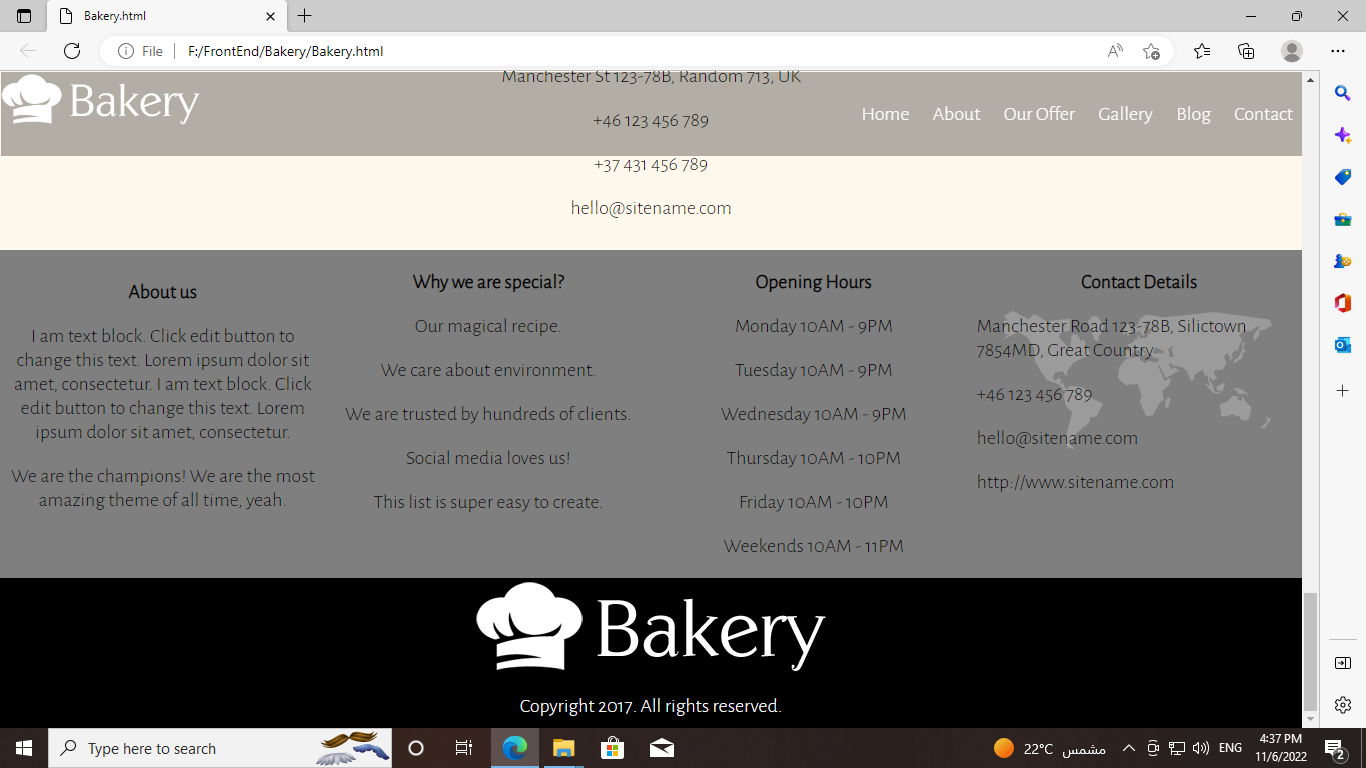 Bakery.html
File
F:/FrontEnd/Bakery/Bakery.html
Bakery
Home About Our Offer Gallery Blog Contact
Manchester St 123-78B, Random 713, UK
+46 123 456 789
+37 431 456 789
hello@sitename.com
About us
I am text block. Click edit button to
change this text. Lorem ipsum dolor sit
amet, consectetur. I am text block. Click
edit button to change this text. Lorem
ipsum dolor sit amet, consectetur.
We are the champions! We are the most
amazing theme of all time, yeah.
Why we are special?
Our magical recipe.
We care about environment.
We are trusted by hundreds of clients.
Social media loves us!
This list is super easy to create.
Opening Hours
Monday 10AM - 9PM
Tuesday 10AM - 9PM
Wednesday 10AM - 9PM
Thursday 10AM - 10PM
Friday 10AM - 10PM
Weekends 10AM - 11PM
Contact Details
Manchester Road 123-78B, Silictown
7854MD, Great Country
+46 123 456 789
hello@sitename.com
http://www.sitename.com
Bakery
Copyright 2017. All rights reserved.
Type here to search
22°C مشمس
ENG
4:37 PM
11/6/2022
2